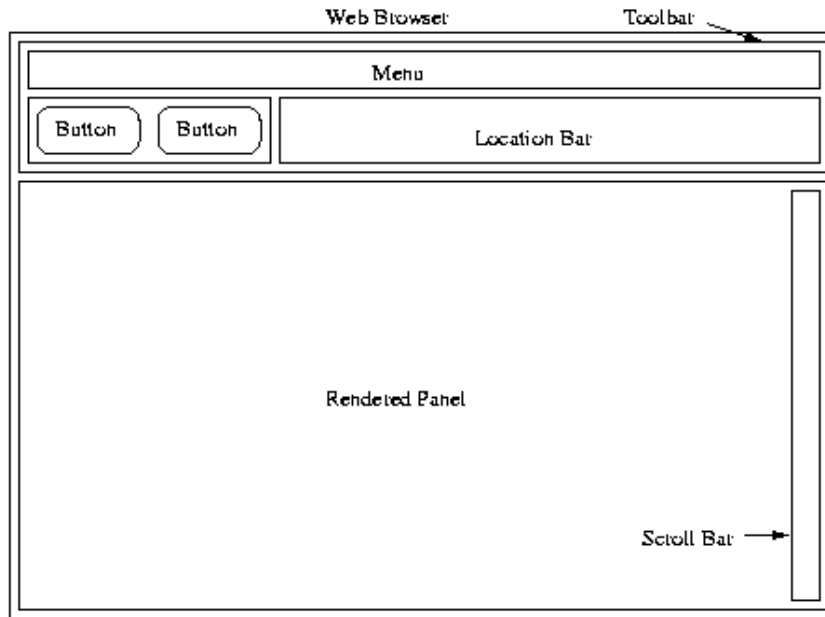 Web Browser
Toolbar
Menu
Button
Button
Location Bar
Rendered Panel
Scroll Bar